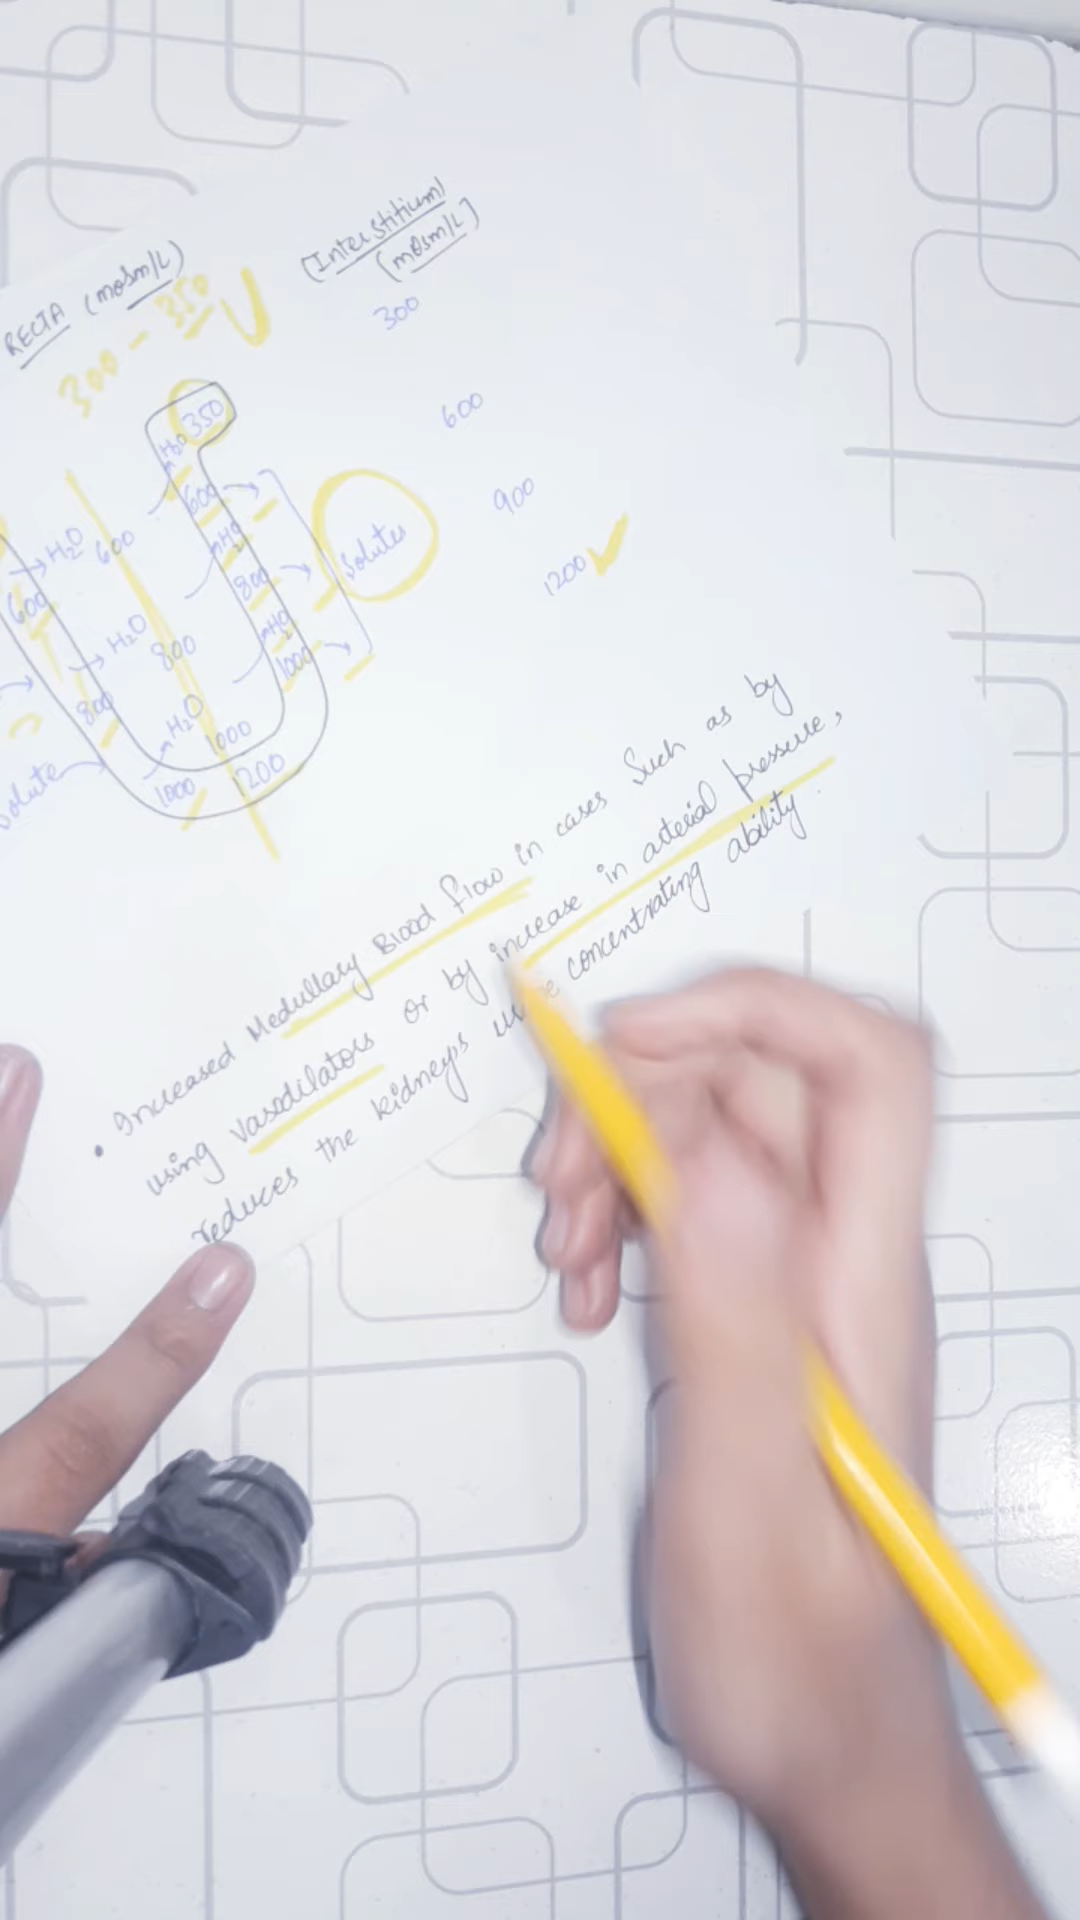 RECTA (mosm/L)
(Interstitium)
(mosm/L)
300 - 350
300
350
H2O
600
600
600
H2O
600
H2O
900
Solutes
800
1200
H2O
H2O
800
800
1000
H2O
1000
Solute
1000
1200
• Increased Medullary Blood flow in cases Such as by
using vasodilators or by increase in arterial pressure,
reduces the kidneys concentrating ability.